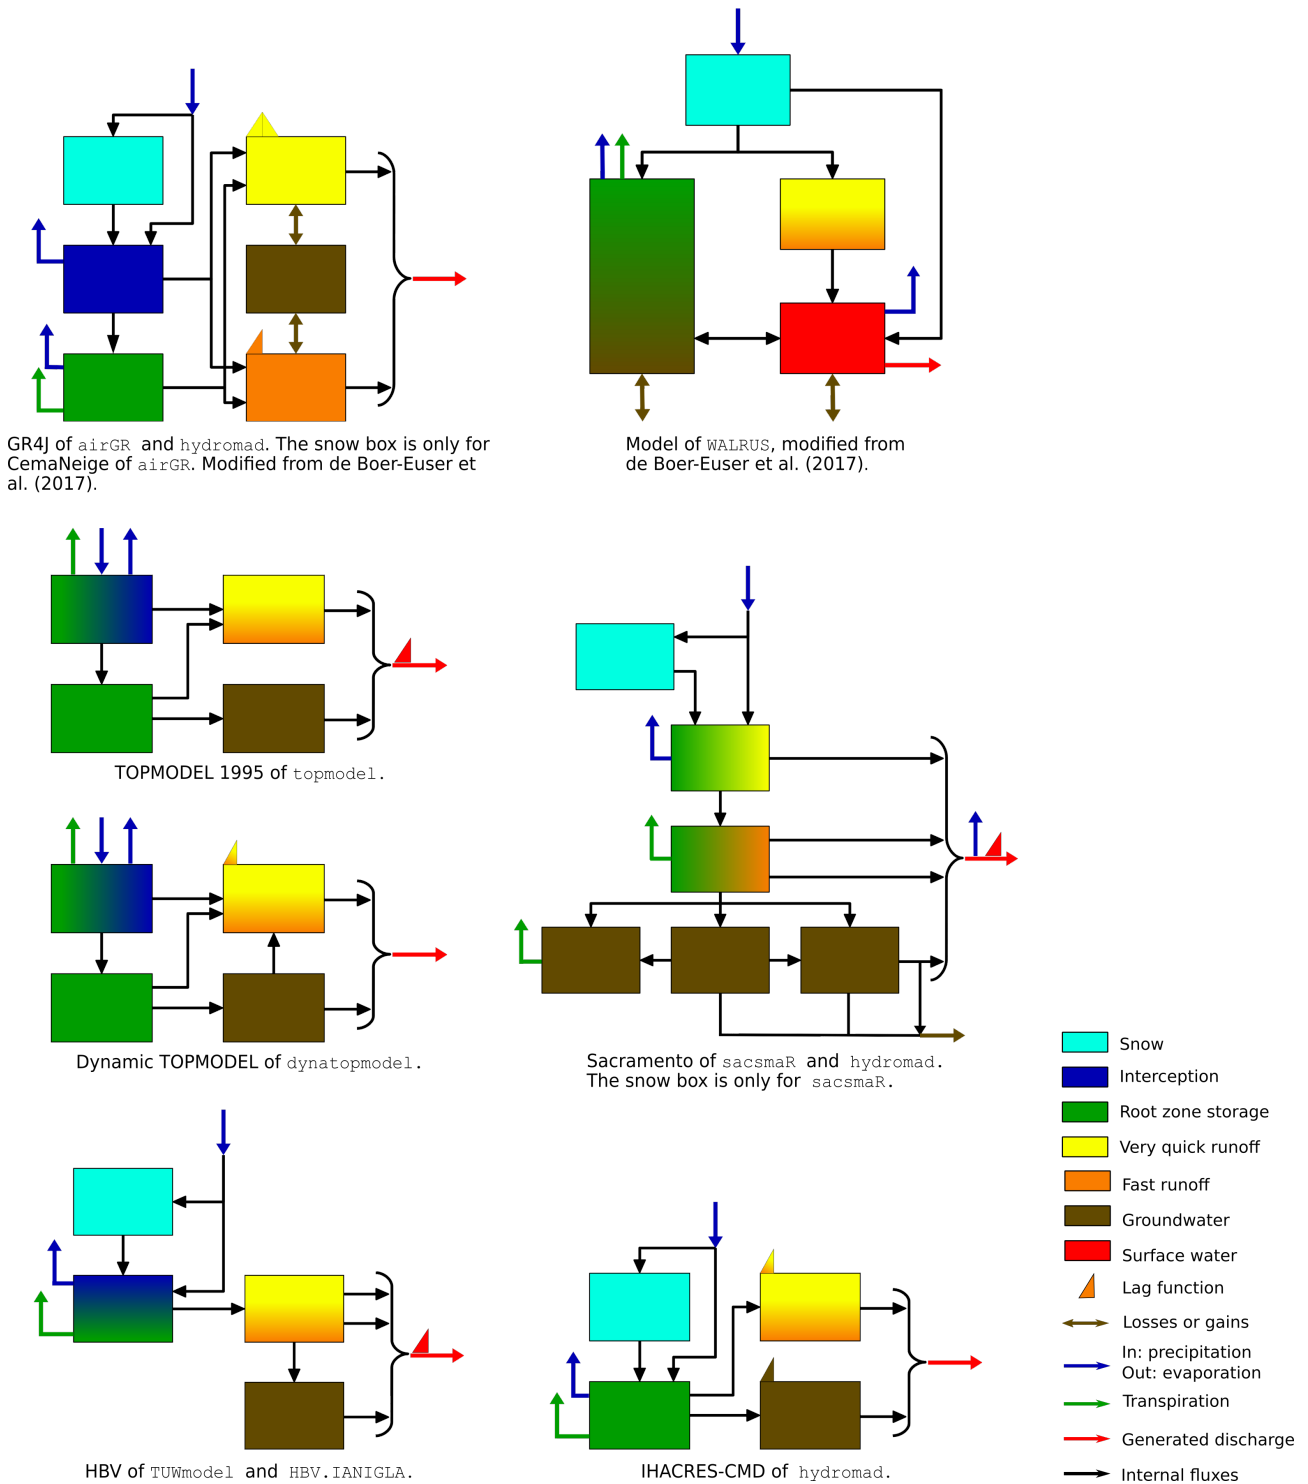 GR4J of airGR and hydromad. The snow box is only for
CemaNeige of airGR. Modified from de Boer-Euser et
al. (2017).
Model of WALRUS, modified from
de Boer-Euser et al. (2017).
TOPMODEL 1995 of topmodel.
Dynamic TOPMODEL of dynatopmodel.
Sacramento of sacsmaR and hydromad.
The snow box is only for sacsmaR.
HBV of TUWmodel and HBV.IANIGLA.
IHACRES-CMD of hydromad.
Snow
Interception
Root zone storage
Very quick runoff
Fast runoff
Groundwater
Surface water
Lag function
Losses or gains
In: precipitation
Out: evaporation
Transpiration
Generated discharge
Internal fluxes